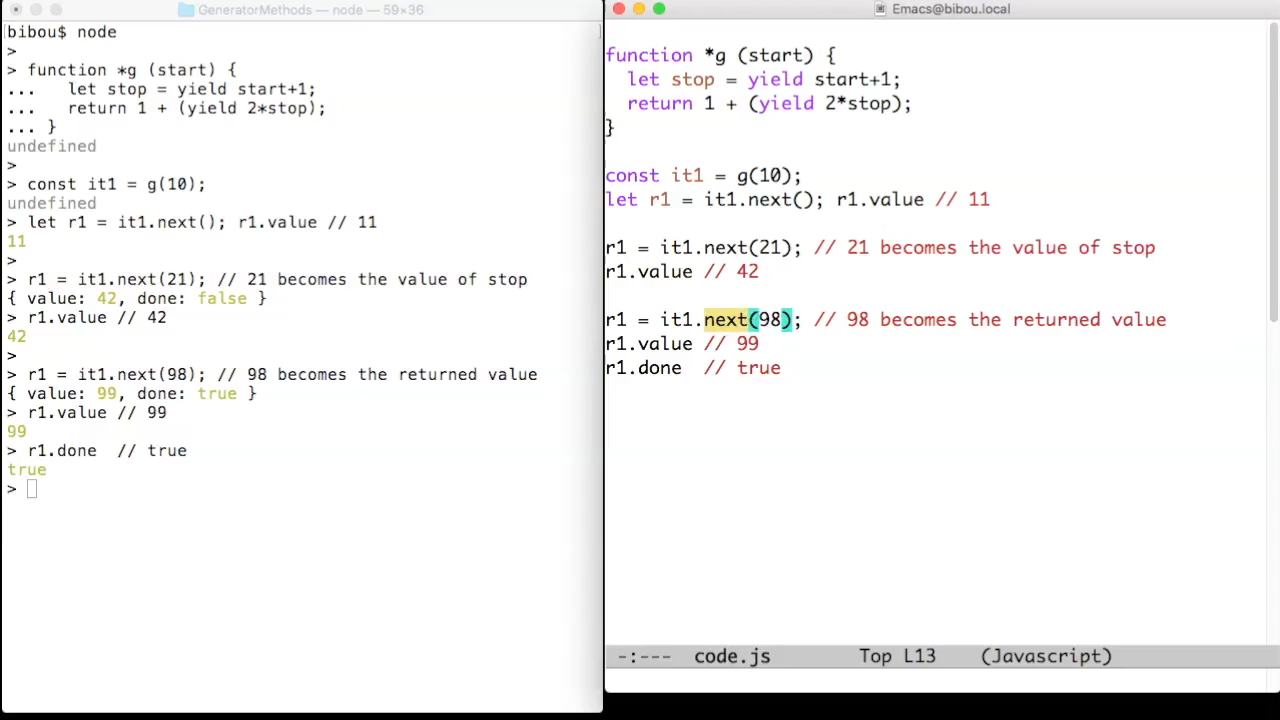 GeneratorMethods — node — 59×36
bibou$ node
>
> function *g (start) {
...    let stop = yield start+1;
...    return 1 + (yield 2*stop);
... }
undefined
>
> const it1 = g(10);
undefined
> let r1 = it1.next(); r1.value // 11
11
>
> r1 = it1.next(21); // 21 becomes the value of stop
{ value: 42, done: false }
> r1.value // 42
42
>
> r1 = it1.next(98); // 98 becomes the returned value
{ value: 99, done: true }
> r1.value // 99
99
> r1.done  // true
true
>
Emacs@bibou.local
function *g (start) {
  let stop = yield start+1;
  return 1 + (yield 2*stop);
}
const it1 = g(10);
let r1 = it1.next(); r1.value // 11
r1 = it1.next(21); // 21 becomes the value of stop
r1.value // 42
r1 = it1.next(98); // 98 becomes the returned value
r1.value // 99
r1.done  // true
-:---  code.js        Top L13    (Javascript)